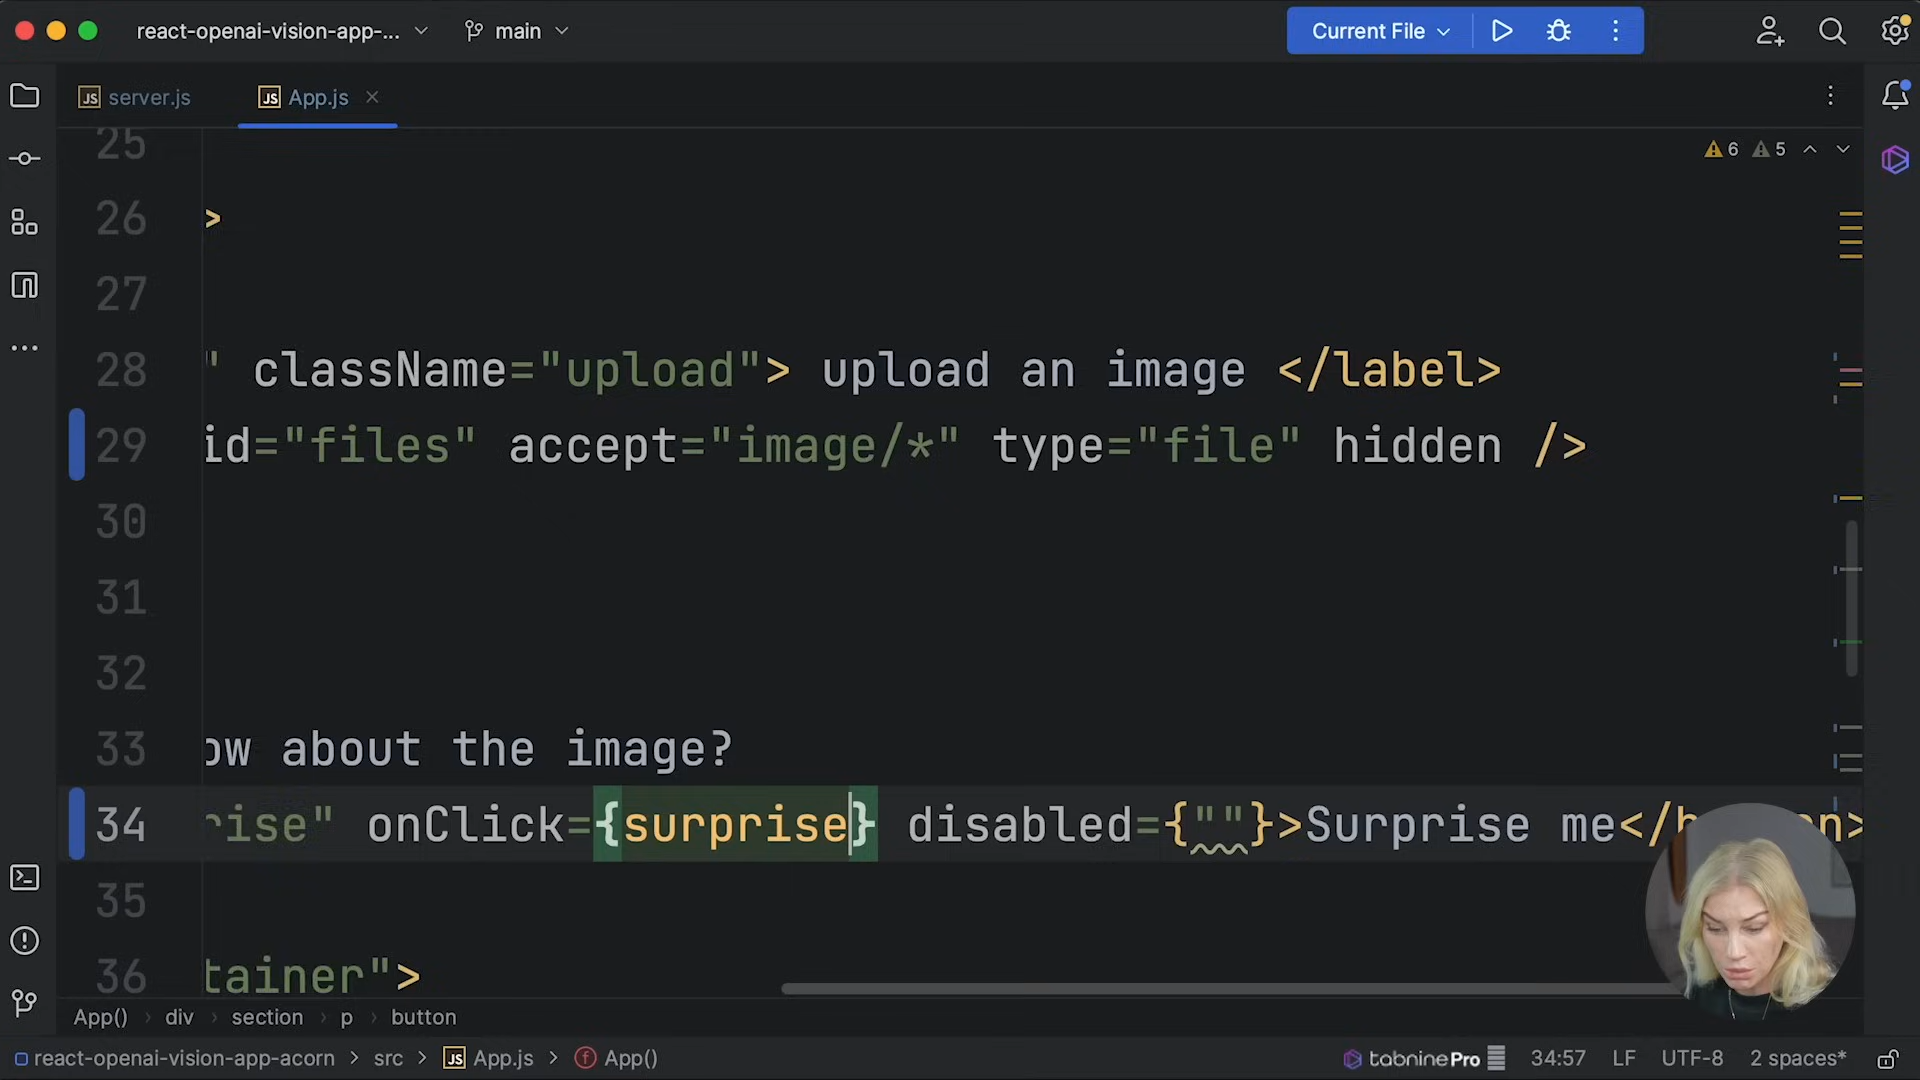 react-openai-vision-app-...
main
Current File
JS server.js
JS App.js
25
6 5
26 >
27
28 " className="upload"> upload an image </label>
29 id="files" accept="image/*" type="file" hidden />
30
31
32
33 ow about the image?
34 rise" onClick={surprise} disabled={""}>Surprise me</b n>
35
36 tainer">
App() › div › section › p › button
react-openai-vision-app-acorn > src > JS App.js > f App()
tabnine Pro 34:57 LF UTF-8 2 spaces*